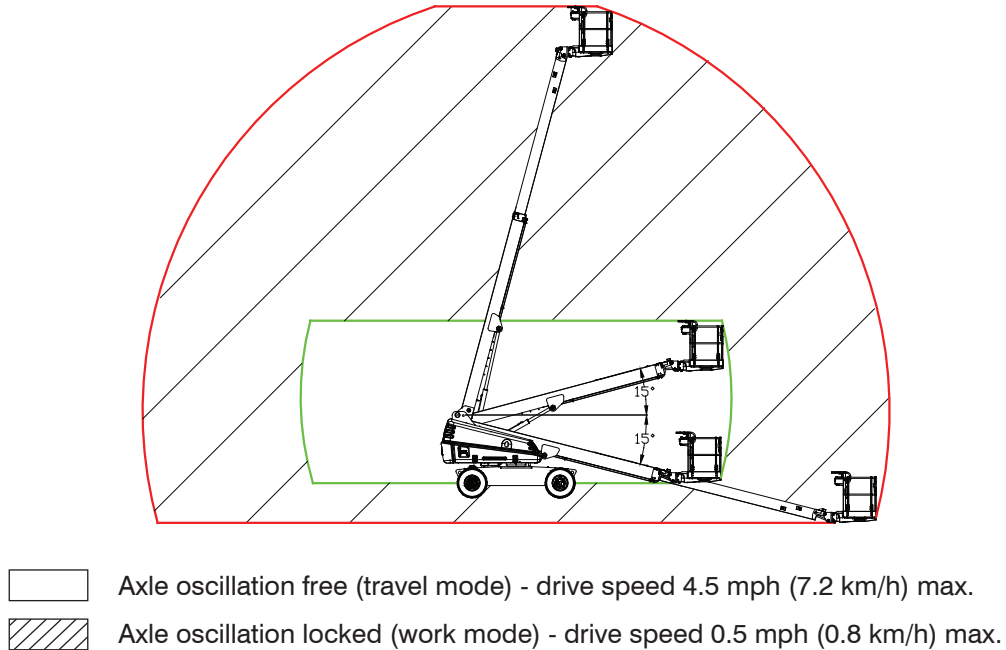 15°
15°
Axle oscillation free (travel mode) - drive speed 4.5 mph (7.2 km/h) max.
Axle oscillation locked (work mode) - drive speed 0.5 mph (0.8 km/h) max.